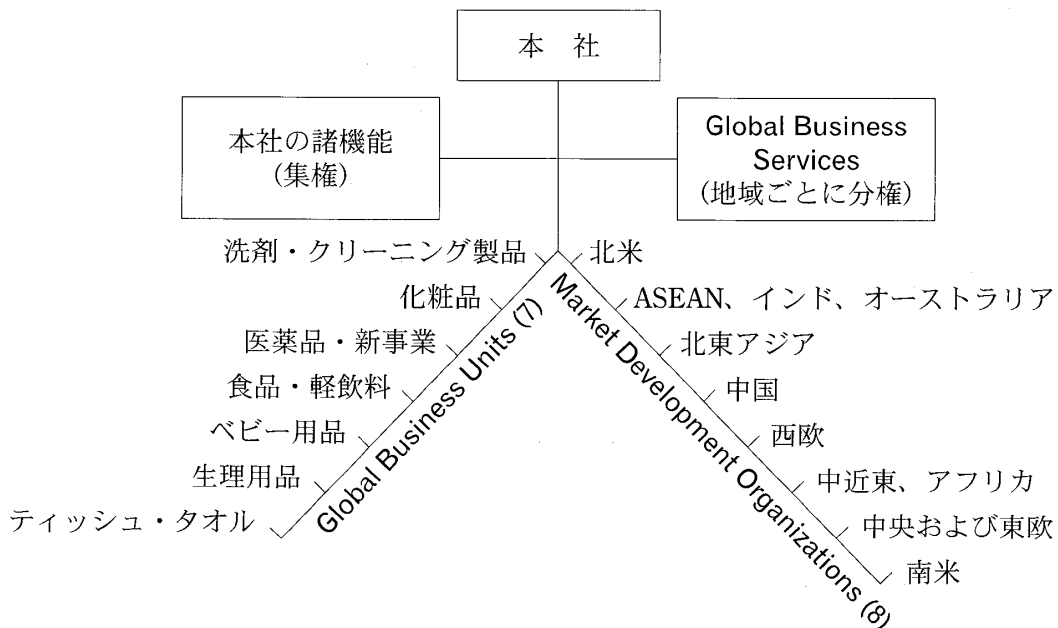 本 社
本社の諸機能
(集権)
Global Business
Services
(地域ごとに分権)
洗剤・クリーニング製品
化粧品
医薬品・新事業
食品・軽飲料
ベビー用品
生理用品
ティッシュ・タオル
Global Business Units (7)
北米
ASEAN、インド、オーストラリア
北東アジア
中国
西欧
中近東、アフリカ
中央および東欧
南米
Market Development Organizations (8)